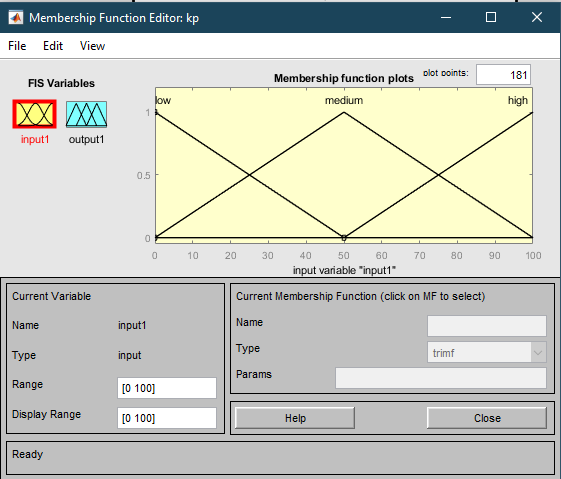 Membership Function Editor: kp
File Edit View
FIS Variables
input1 output1
Membership function plots plot points: 181
low medium high
1
0.5
0
0 10 20 30 40 50 60 70 80 90 100
input variable "input1"
Current Variable
Name input1
Type input
Range [0 100]
Display Range [0 100]
Current Membership Function (click on MF to select)
Name
Type trimf
Params
Help Close
Ready